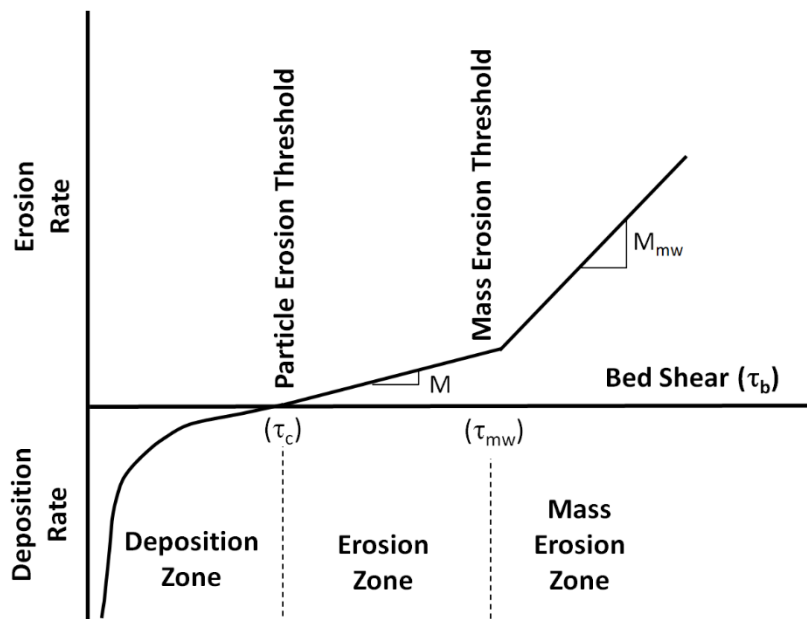 Erosion
Rate
Deposition
Rate
Particle Erosion Threshold
Mass Erosion Threshold
M
M_mw
Bed Shear (τ_b)
(τ_c)
(τ_mw)
Deposition
Zone
Erosion
Zone
Mass
Erosion
Zone